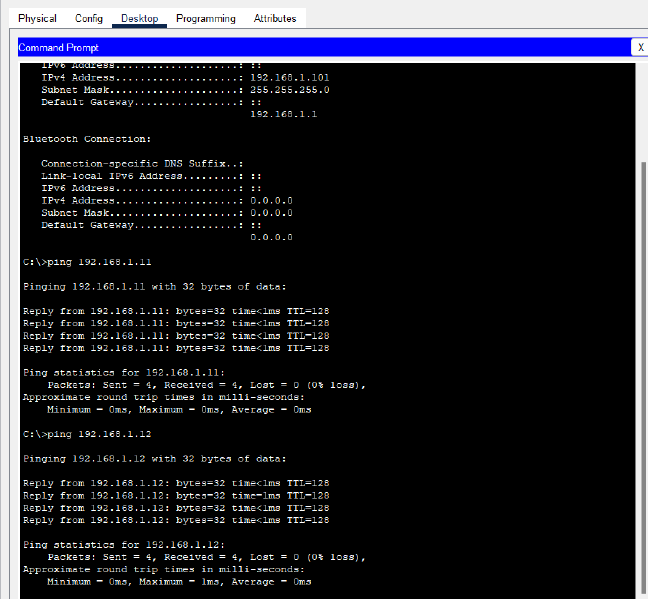 Physical Config Desktop Programming Attributes
Command Prompt X
IPv6 Address....................: ::
IPv4 Address....................: 192.168.1.101
Subnet Mask.....................: 255.255.255.0
Default Gateway.................: ::
192.168.1.1
Bluetooth Connection:
Connection-specific DNS Suffix..:
Link-local IPv6 Address.........: ::
IPv6 Address....................: ::
IPv4 Address....................: 0.0.0.0
Subnet Mask.....................: 0.0.0.0
Default Gateway.................: ::
0.0.0.0
C:\>ping 192.168.1.11
Pinging 192.168.1.11 with 32 bytes of data:
Reply from 192.168.1.11: bytes=32 time<1ms TTL=128
Reply from 192.168.1.11: bytes=32 time<1ms TTL=128
Reply from 192.168.1.11: bytes=32 time<1ms TTL=128
Reply from 192.168.1.11: bytes=32 time<1ms TTL=128
Ping statistics for 192.168.1.11:
Packets: Sent = 4, Received = 4, Lost = 0 (0% loss),
Approximate round trip times in milli-seconds:
Minimum = 0ms, Maximum = 0ms, Average = 0ms
C:\>ping 192.168.1.12
Pinging 192.168.1.12 with 32 bytes of data:
Reply from 192.168.1.12: bytes=32 time<1ms TTL=128
Reply from 192.168.1.12: bytes=32 time=1ms TTL=128
Reply from 192.168.1.12: bytes=32 time<1ms TTL=128
Reply from 192.168.1.12: bytes=32 time<1ms TTL=128
Ping statistics for 192.168.1.12:
Packets: Sent = 4, Received = 4, Lost = 0 (0% loss),
Approximate round trip times in milli-seconds:
Minimum = 0ms, Maximum = 1ms, Average = 0ms